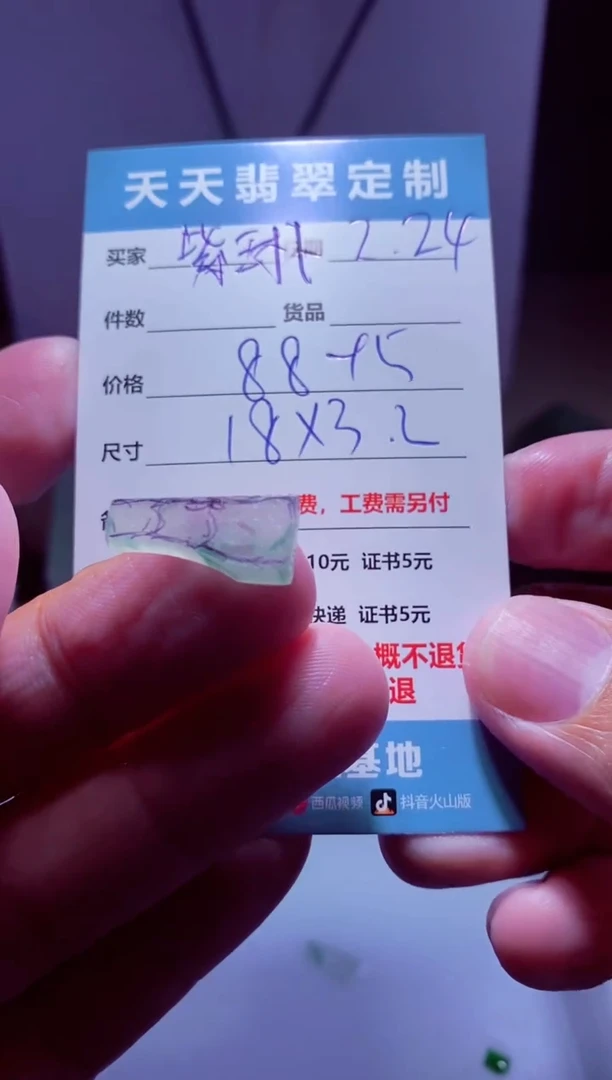 天天翡翠定制
买家 紫 2.24
件数 货品
价格 88+5
尺寸 18×3.2
费，工费需另付
10元 证书5元
快递 证书5元
概不退货
退
基地
西瓜视频 抖音火山版